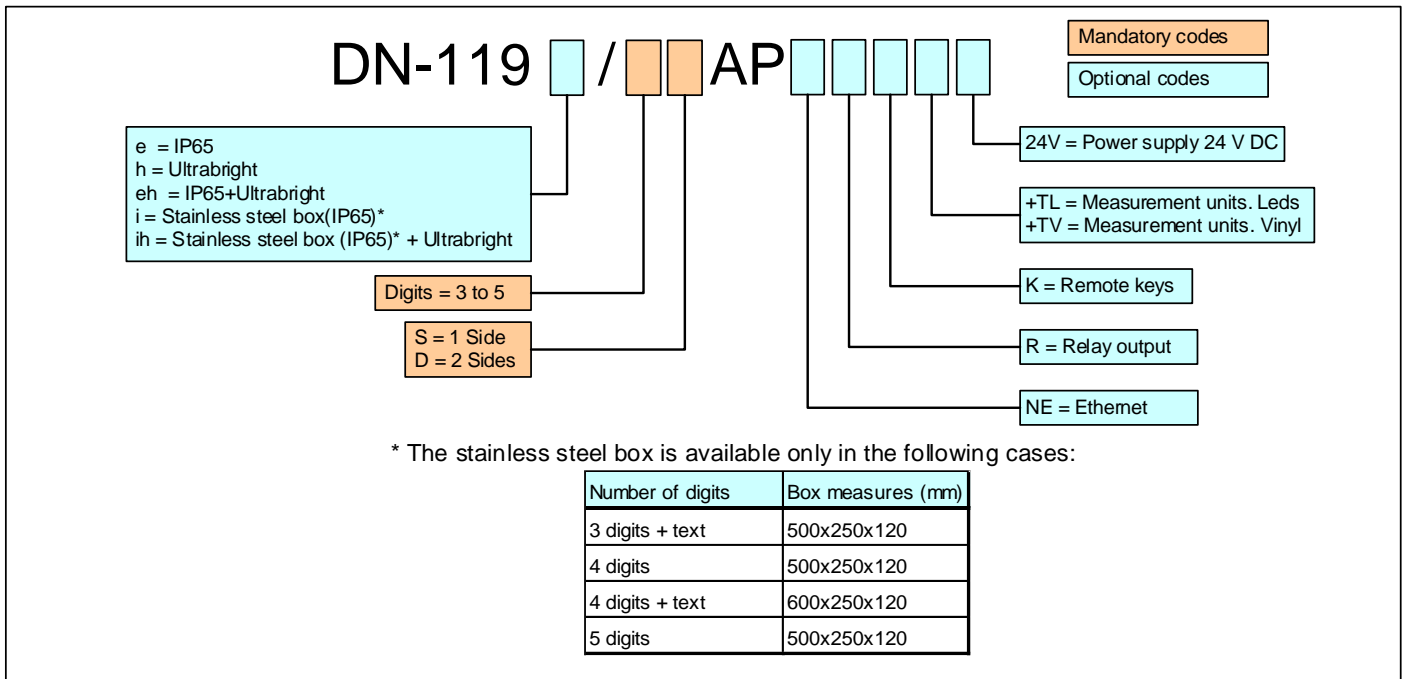 DN-119 / AP
Mandatory codes
Optional codes
e = IP65
h = Ultrabright
eh = IP65+Ultrabright
i = Stainless steel box(IP65)*
ih = Stainless steel box (IP65)* + Ultrabright
Digits = 3 to 5
S = 1 Side
D = 2 Sides
24V = Power supply 24 V DC
+TL = Measurement units. Leds
+TV = Measurement units. Vinyl
K = Remote keys
R = Relay output
NE = Ethernet
* The stainless steel box is available only in the following cases:
Number of digits Box measures (mm)
3 digits + text 500x250x120
4 digits 500x250x120
4 digits + text 600x250x120
5 digits 500x250x120